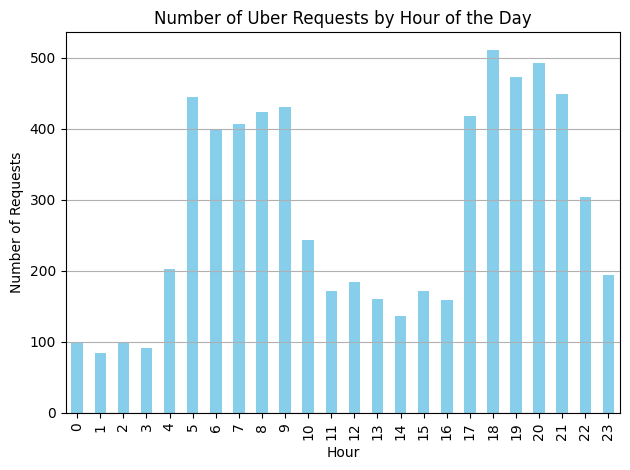 Number of Uber Requests by Hour of the Day
Number of Requests
500
400
300
200
100
0
0 1 2 3 4 5 6 7 8 9 10 11 12 13 14 15 16 17 18 19 20 21 22 23
Hour